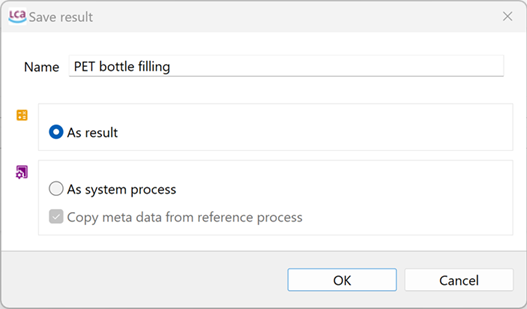 LCa Save result
Name PET bottle filling
As result
As system process
Copy meta data from reference process
OK Cancel